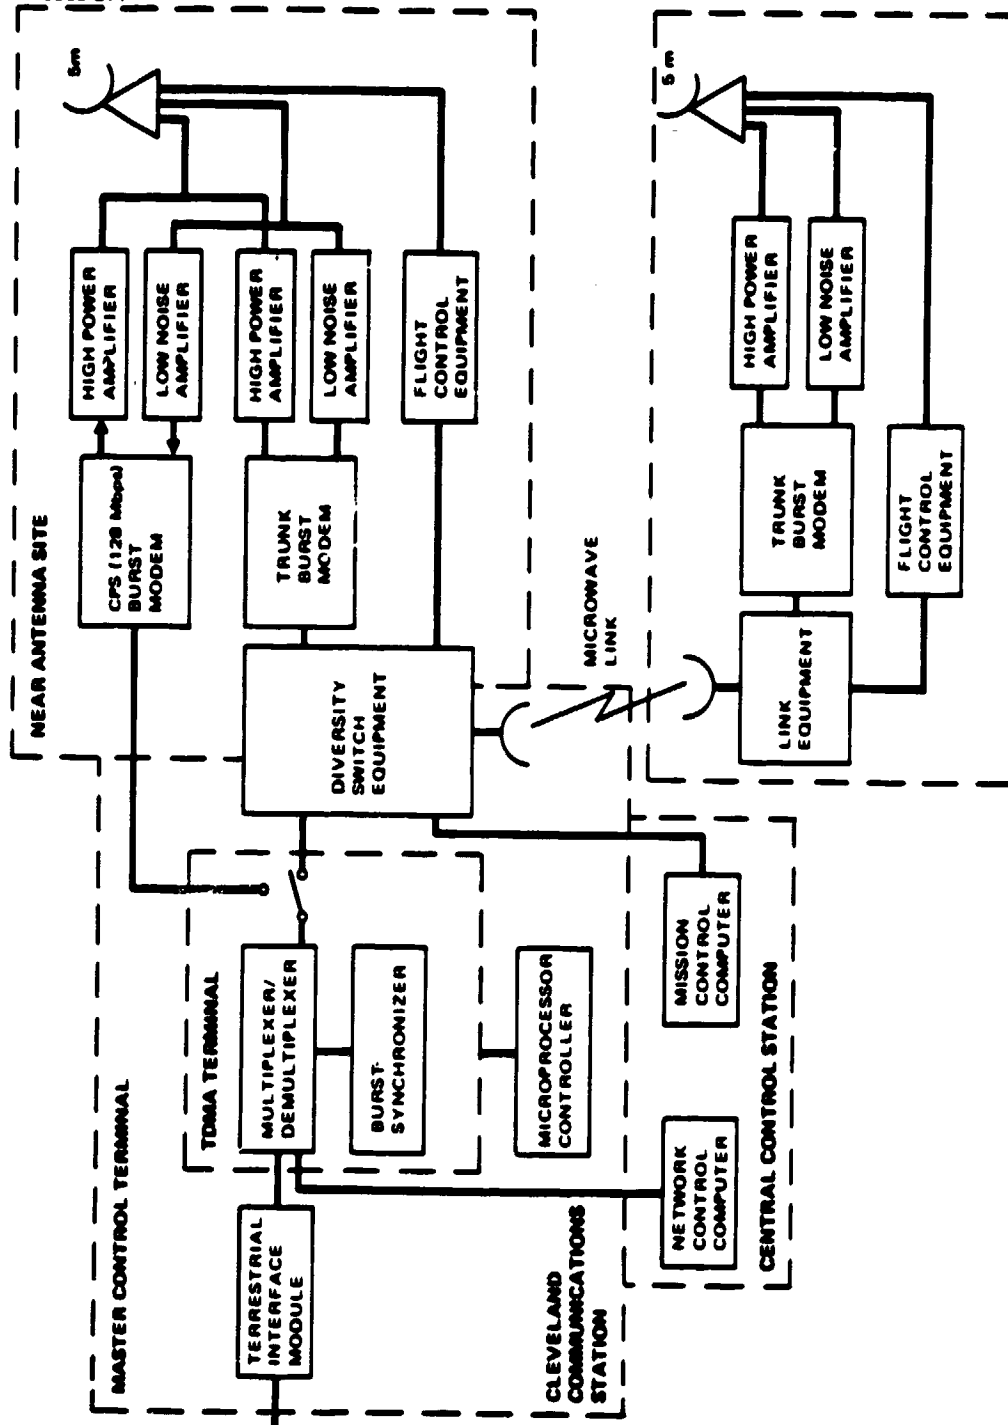 MASTER CONTROL TERMINAL
NEAR ANTENNA SITE
CPS (128 Mbps)
BURST
MODEM
HIGH POWER
AMPLIFIER
LOW NOISE
AMPLIFIER
5m
TDMA TERMINAL
TERRESTRIAL
INTERFACE
MODULE
MULTIPLEXER/
DEMULTIPLEXER
BURST-
SYNCHRONIZER
DIVERSITY
SWITCH
EQUIPMENT
TRUNK
BURST
MODEM
HIGH POWER
AMPLIFIER
LOW NOISE
AMPLIFIER
FLIGHT
CONTROL
EQUIPMENT
MICROPROCESSOR
CONTROLLER
CLEVELAND
COMMUNICATIONS
STATION
MICROWAVE
LINK
NETWORK
CONTROL
COMPUTER
MISSION
CONTROL
COMPUTER
CENTRAL CONTROL STATION
LINK
EQUIPMENT
TRUNK
BURST
MODEM
HIGH POWER
AMPLIFIER
LOW NOISE
AMPLIFIER
5 m
FLIGHT
CONTROL
EQUIPMENT